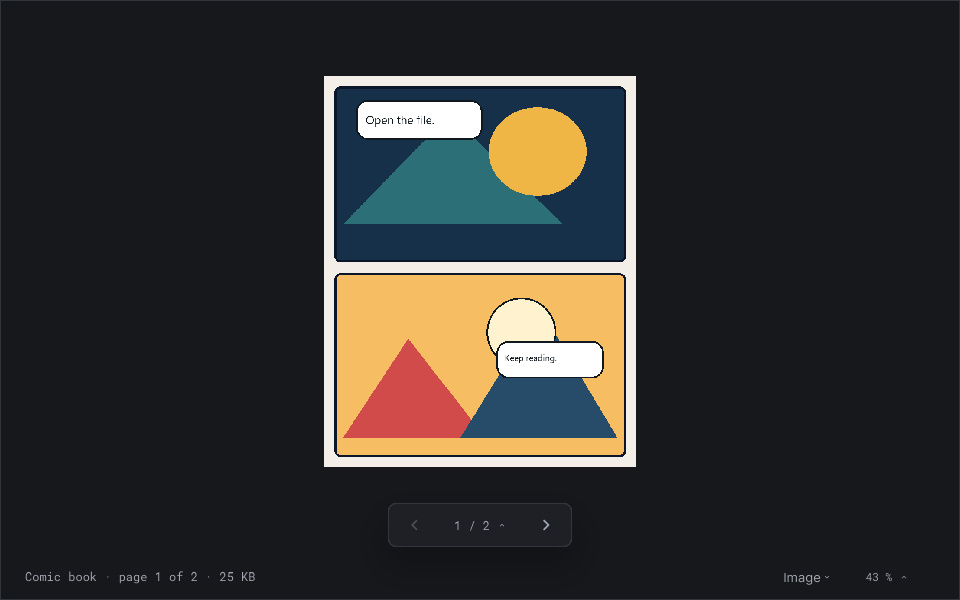 Open the file.
Keep reading.
1 / 2
Comic book · page 1 of 2 · 25 KB
Image
43 %